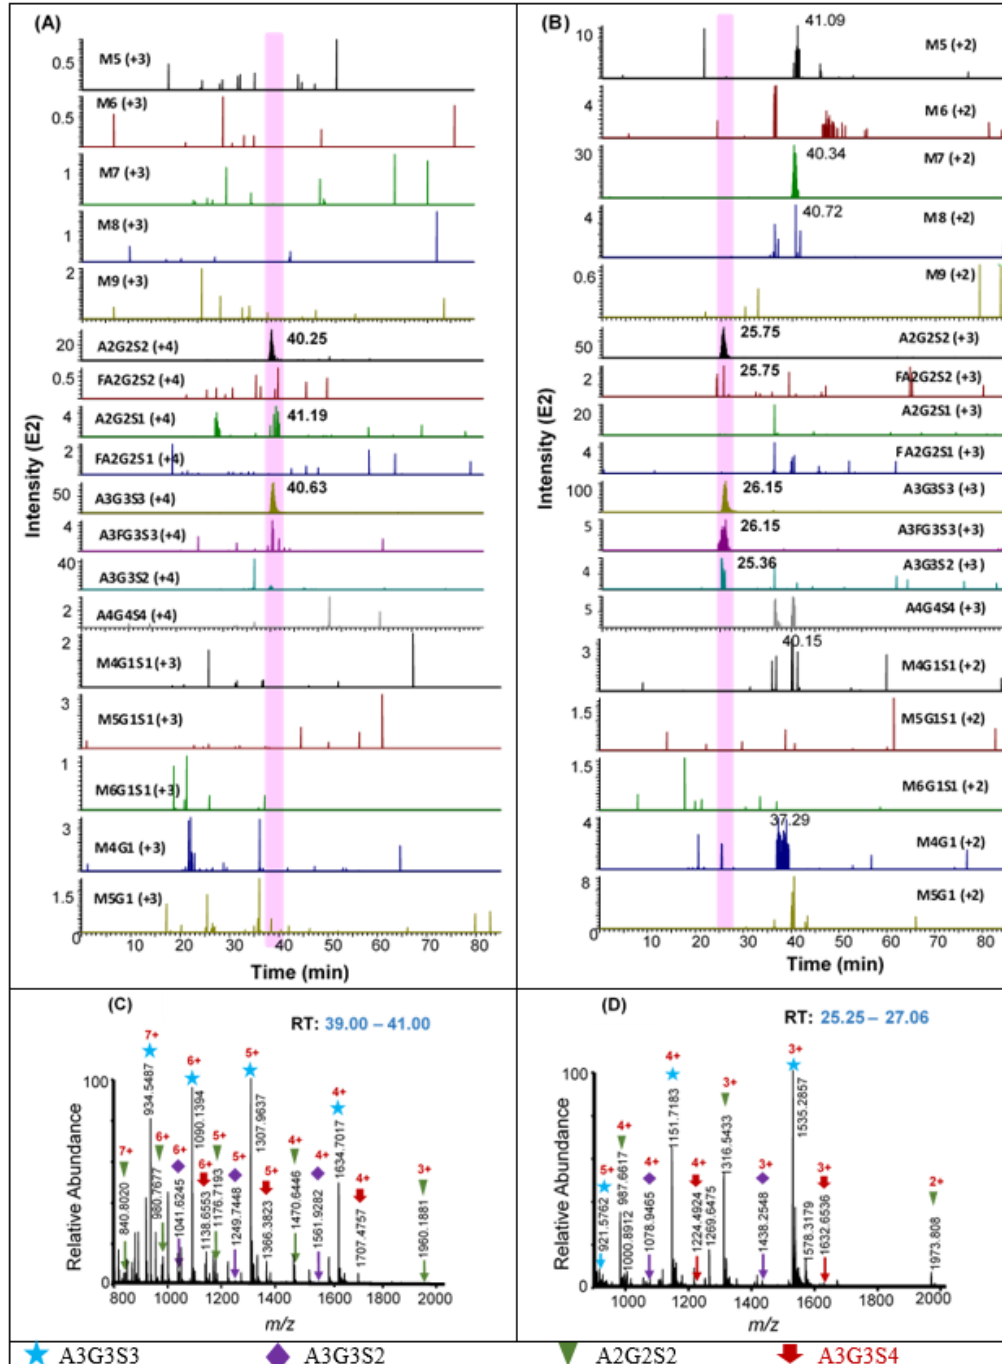 (A)
0.5
M5 (+3)
0.5
M6 (+3)
1
M7 (+3)
1
M8 (+3)
2
M9 (+3)
20
A2G2S2 (+4)
40.25
0.5
FA2G2S2 (+4)
4
A2G2S1 (+4)
41.19
2
FA2G2S1 (+4)
50
A3G3S3 (+4)
40.63
4
A3FG3S3 (+4)
40
A3G3S2 (+4)
2
A4G4S4 (+4)
2
M4G1S1 (+3)
3
M5G1S1 (+3)
1
M6G1S1 (+3)
3
M4G1 (+3)
1.5
M5G1 (+3)
0
10 20 30 40 50 60 70 80
Time (min)
Intensity (E2)
(B)
10
41.09
M5 (+2)
4
M6 (+2)
30
40.34
M7 (+2)
4
40.72
M8 (+2)
0.6
M9 (+2)
50
25.75
A2G2S2 (+3)
2
25.75
FA2G2S2 (+3)
20
A2G2S1 (+3)
4
FA2G2S1 (+3)
100
26.15
A3G3S3 (+3)
5
26.15
A3FG3S3 (+3)
4
25.36
A3G3S2 (+3)
5
A4G4S4 (+3)
3
40.15
M4G1S1 (+2)
1.5
M5G1S1 (+2)
1.5
M6G1S1 (+2)
4
37.29
M4G1 (+2)
8
M5G1 (+2)
0
10 20 30 40 50 60 70 80
Time (min)
Intensity (E2)
(C)
RT: 39.00 – 41.00
Relative Abundance
100
0
7+
840.8020
7+
934.5487
6+
980.7677
6+
1041.6245
6+
1090.1394
6+
1138.6553
5+
1176.7193
5+
1249.7448
5+
1307.9637
5+
1366.3823
4+
1470.6446
4+
1561.9282
4+
1634.7017
4+
1707.4757
3+
1960.1881
800 1000 1200 1400 1600 1800 2000
m/z
(D)
RT: 25.25 – 27.06
Relative Abundance
100
0
5+
921.5762
4+
987.6617
1000.8912
4+
1078.9465
4+
1151.7183
4+
1224.4924
1269.6475
3+
1316.5433
3+
1438.2548
3+
1535.2857
1578.3179
3+
1632.6536
2+
1973.808
1000 1200 1400 1600 1800 2000
m/z
A3G3S3 A3G3S2 A2G2S2 A3G3S4